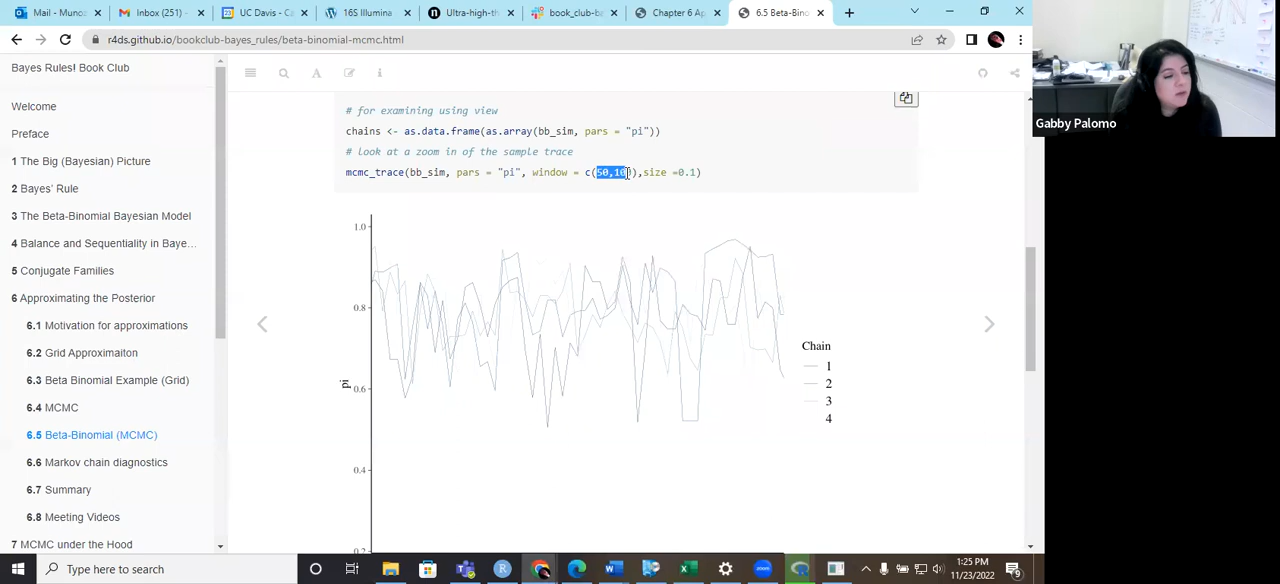 Mail - Muno
Inbox (251) -
UC Davis - Ca
16S Illumina
Ultra-high-th
book_club-ba
Chapter 6 Ap
6.5 Beta-Bino
r4ds.github.io/bookclub-bayes_rules/beta-binomial-mcmc.html
Bayes Rules! Book Club
Welcome
Preface
1 The Big (Bayesian) Picture
2 Bayes' Rule
3 The Beta-Binomial Bayesian Model
4 Balance and Sequentiality in Baye...
5 Conjugate Families
6 Approximating the Posterior
6.1 Motivation for approximations
6.2 Grid Approximaiton
6.3 Beta Binomial Example (Grid)
6.4 MCMC
6.5 Beta-Binomial (MCMC)
6.6 Markov chain diagnostics
6.7 Summary
6.8 Meeting Videos
7 MCMC under the Hood
# for examining using view
chains <- as.data.frame(as.array(bb_sim, pars = "pi"))
# look at a zoom in of the sample trace
mcmc_trace(bb_sim, pars = "pi", window = c(50,100),size =0.1)
1.0
0.8
0.6
0.4
0.2
pi
Chain
1
2
3
4
Gabby Palomo
Type here to search
1:25 PM
11/23/2022